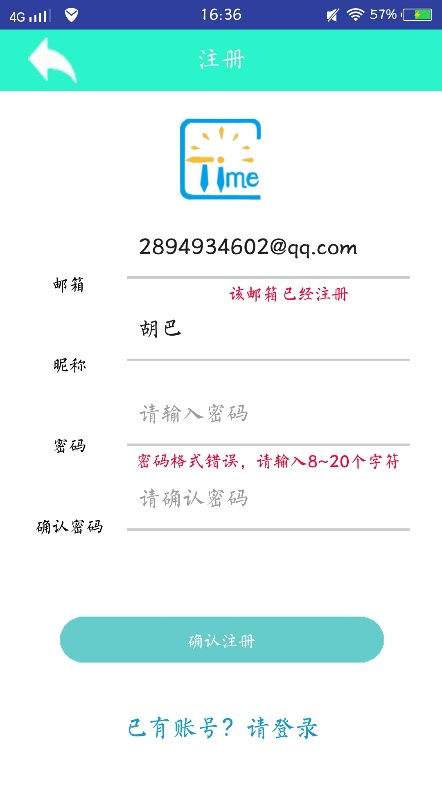 4G 16:36 57%
注册
Time
2894934602@qq.com
邮箱
该邮箱已经注册
胡巴
昵称
请输入密码
密码
密码格式错误，请输入8~20个字符
请确认密码
确认密码
确认注册
已有账号？请登录